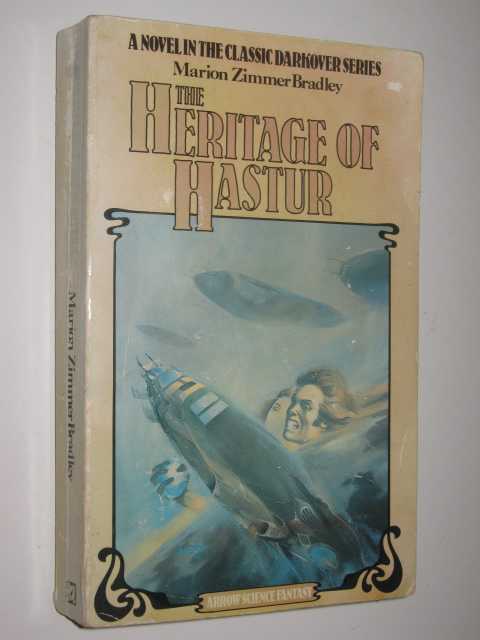 A NOVEL IN THE CLASSIC DARKOVER SERIES
Marion Zimmer Bradley
THE
HERITAGE OF
HASTUR
ARROW SCIENCE FANTASY
Marion Zimmer Bradley